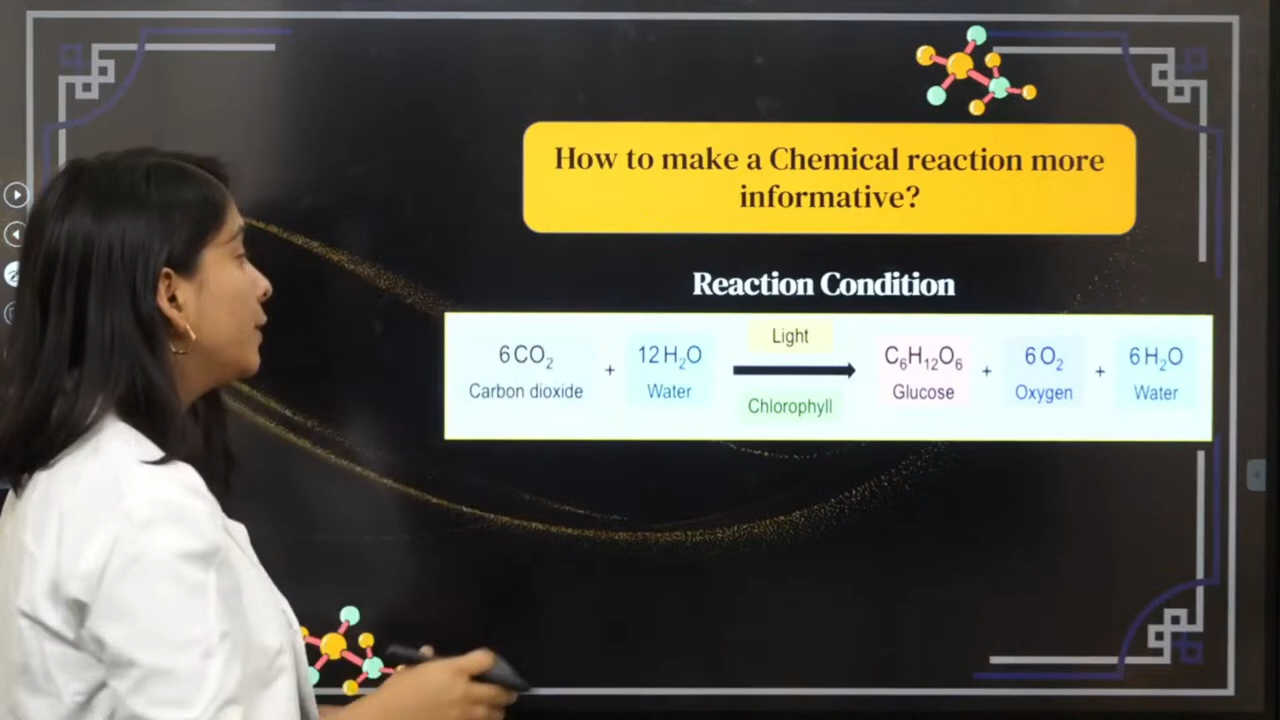 How to make a Chemical reaction more
informative?
Reaction Condition
6CO₂ + 12H₂O Light C₆H₁₂O₆ + 6O₂ + 6H₂O
Carbon dioxide Water Chlorophyll Glucose Oxygen Water